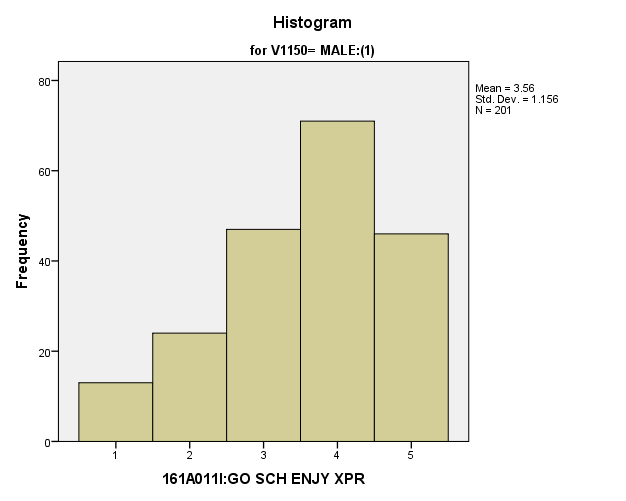 Histogram
for V1150= MALE:(1)
Mean = 3.56
Std. Dev. = 1.156
N = 201
Frequency
80
60
40
20
0
1 2 3 4 5
161A011I:GO SCH ENJY XPR